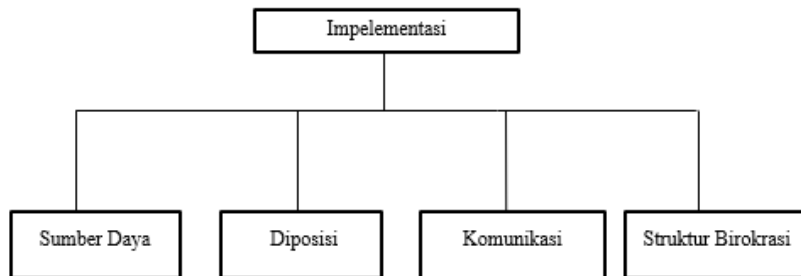 Impelementasi
Sumber Daya
Diposisi
Komunikasi
Struktur Birokrasi